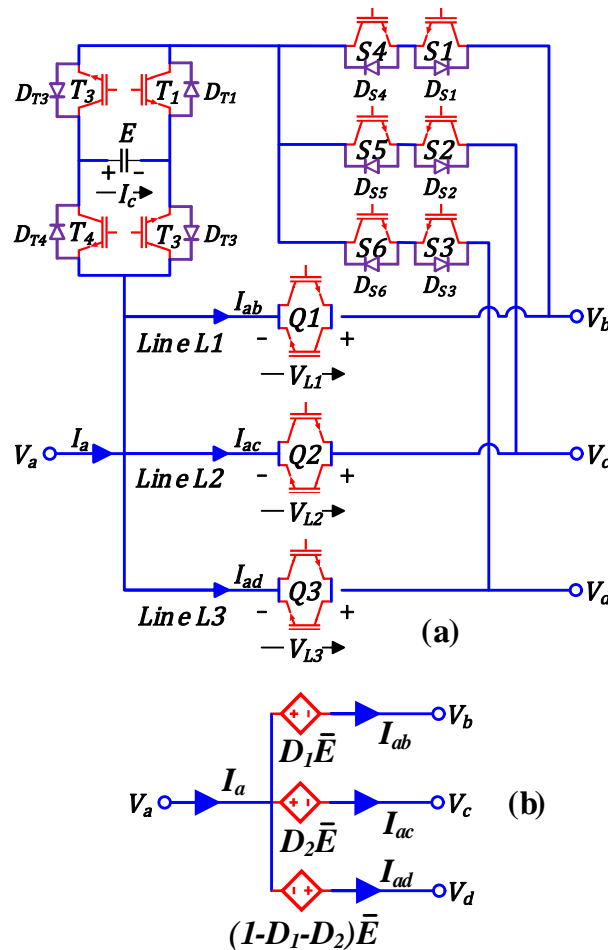 S4 S1
D_T3 T_3 T_1 D_T1
D_S4 D_S1
E
+ -
I_c
S5 S2
D_S5 D_S2
D_T4 T_4 T_3 D_T3
S6 S3
D_S6 D_S3
I_ab Q1
Line L1 - + V_b
V_L1
I_a I_ac Q2
V_a V_c
Line L2 - +
V_L2
I_ad Q3
V_d
Line L3 - +
(a)
V_L3
+ - V_b
D_1Ē I_ab
I_a
V_a + - V_c (b)
D_2Ē I_ac
I_ad
- + V_d
(1-D_1-D_2)Ē